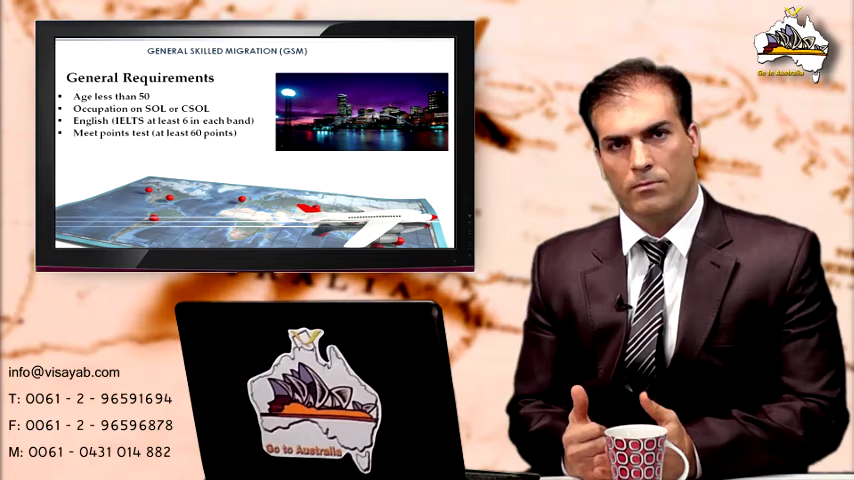 GENERAL SKILLED MIGRATION (GSM)
General Requirements
▪ Age less than 50
▪ Occupation on SOL or CSOL
▪ English (IELTS at least 6 in each band)
▪ Meet points test (at least 60 points)
Go to Australia
info@visayab.com
T: 0061 - 2 - 96591694
F: 0061 - 2 - 96596878
M: 0061 - 0431 014 882
Go to Australia